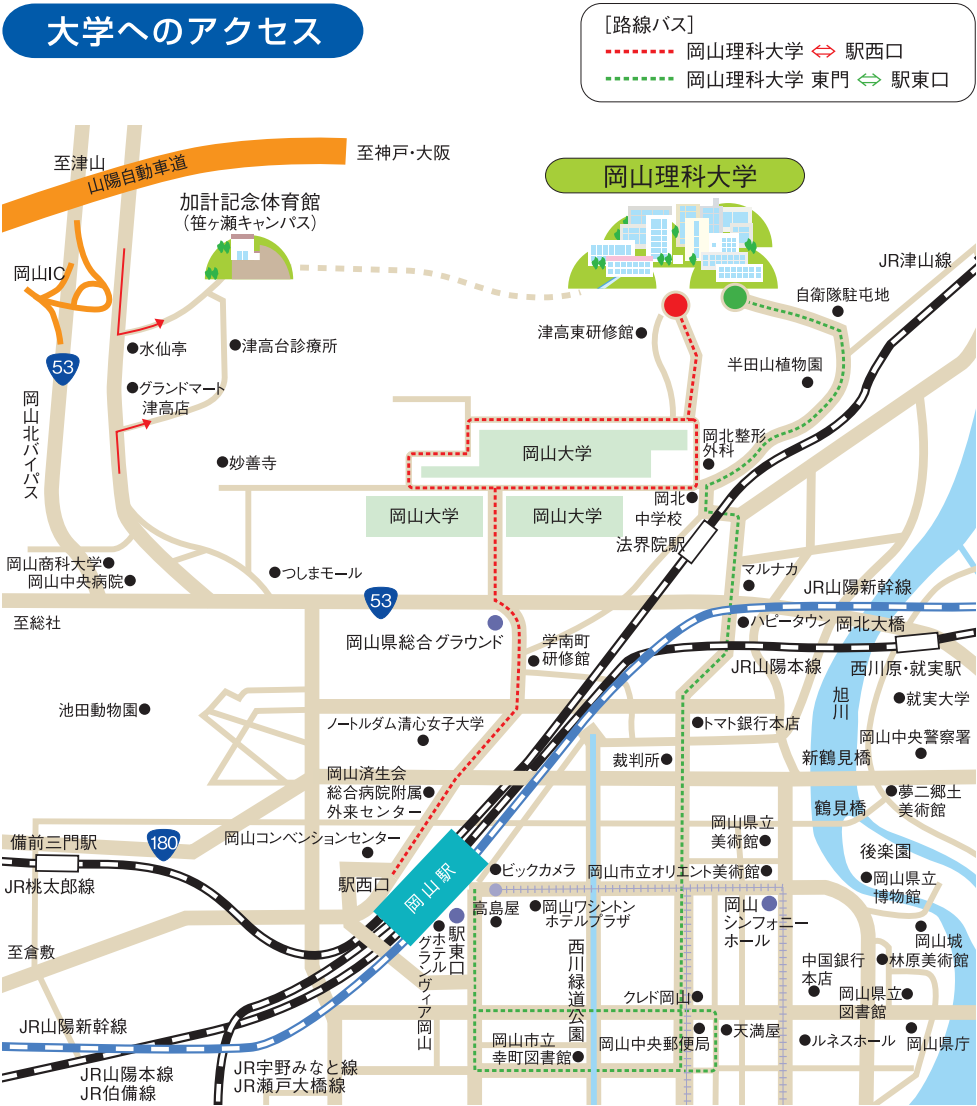 大学へのアクセス
[路線バス]
岡山理科大学 ⇔ 駅西口
岡山理科大学 東門 ⇔ 駅東口
至津山
山陽自動車道
至神戸・大阪
岡山理科大学
加計記念体育館
(笹ヶ瀬キャンパス)
岡山IC
JR津山線
自衛隊駐屯地
津高東研修館
水仙亭
津高台診療所
53
半田山植物園
グランドマート
津高店
岡山北バイパス
岡北整形
外科
岡山大学
妙善寺
岡北
中学校
岡山大学
岡山大学
法界院駅
岡山商科大学
岡山中央病院
つしまモール
マルナカ
JR山陽新幹線
53
至総社
岡山県総合グラウンド
学南町
研修館
ハピータウン
岡北大橋
JR山陽本線
西川原・就実駅
旭川
就実大学
池田動物園
ノートルダム清心女子大学
トマト銀行本店
岡山中央警察署
裁判所
新鶴見橋
岡山済生会
総合病院附属
外来センター
夢二郷土
美術館
鶴見橋
岡山県立
美術館
備前三門駅
180
岡山コンベンションセンター
後楽園
JR桃太郎線
駅西口
岡山駅
ビックカメラ
岡山市立オリエント美術館
岡山県立
博物館
高島屋
岡山ワシントン
ホテルプラザ
岡山
シンフォニー
ホール
駅東口
ホテル
グランヴィア岡山
西川緑道公園
岡山城
至倉敷
中国銀行
本店
林原美術館
クレド岡山
岡山県立
図書館
JR山陽新幹線
岡山市立
幸町図書館
岡山中央郵便局
天満屋
ルネスホール
岡山県庁
JR山陽本線
JR伯備線
JR宇野みなと線
JR瀬戸大橋線